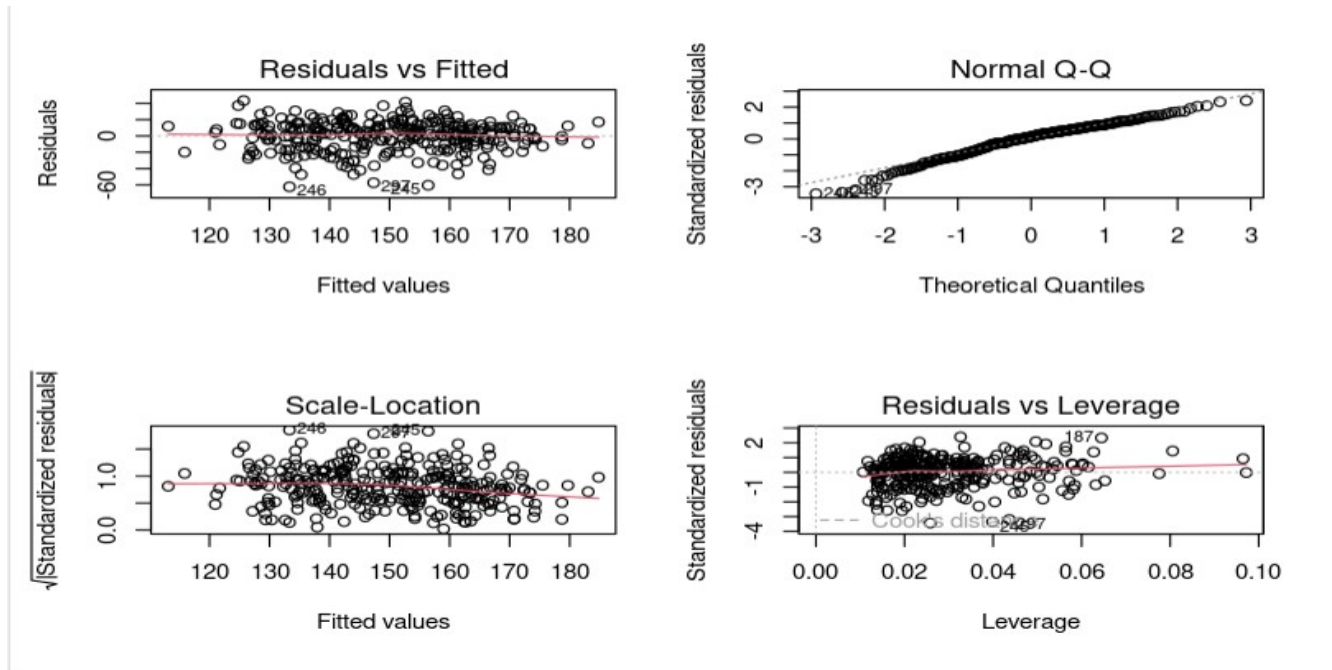 Residuals vs Fitted
Residuals
0
-60
246
297
245
120 130 140 150 160 170 180
Fitted values
Normal Q-Q
Standardized residuals
2
0
-3
-3 -2 -1 0 1 2 3
Theoretical Quantiles
Scale-Location
√|Standardized residuals|
1.0
0.0
246
120 130 140 150 160 170 180
Fitted values
Residuals vs Leverage
Standardized residuals
2
-1
-4
187
Cook's distance
0.00 0.02 0.04 0.06 0.08 0.10
Leverage